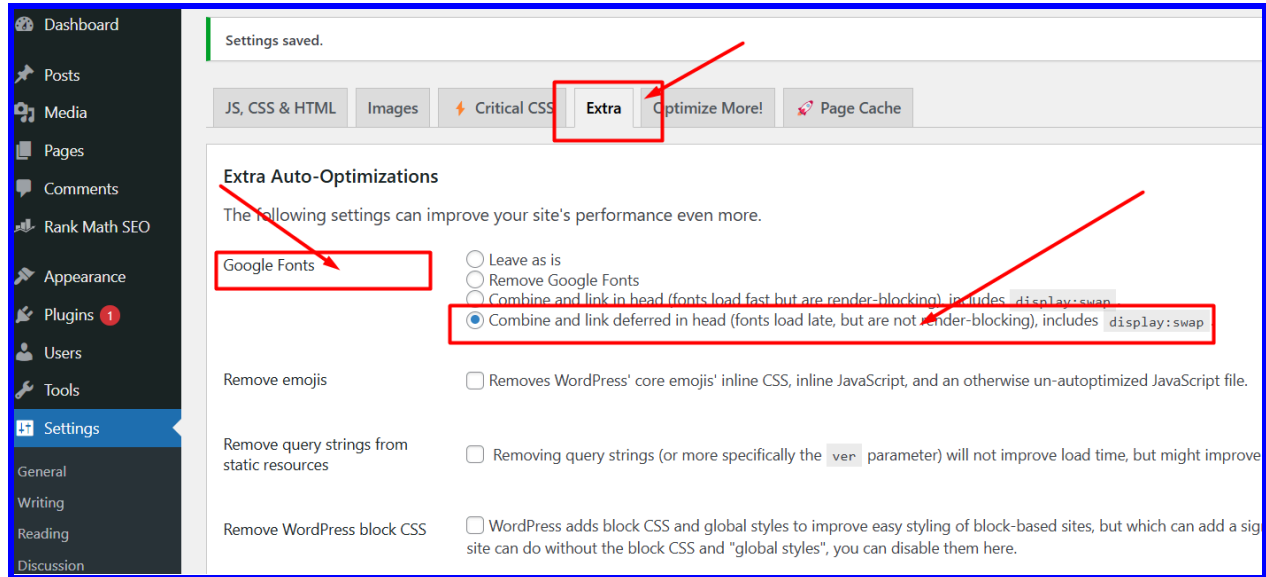 Dashboard
Posts
Media
Pages
Comments
Rank Math SEO
Appearance
Plugins 1
Users
Tools
Settings
General
Writing
Reading
Discussion
Settings saved.
JS, CSS & HTML Images Critical CSS Extra Optimize More! Page Cache
Extra Auto-Optimizations
The following settings can improve your site's performance even more.
Google Fonts
Leave as is
Remove Google Fonts
Combine and link in head (fonts load fast but are render-blocking), includes display:swap.
Combine and link deferred in head (fonts load late, but are not render-blocking), includes display:swap.
Remove emojis
Removes WordPress' core emojis' inline CSS, inline JavaScript, and an otherwise un-autoptimized JavaScript file.
Remove query strings from
static resources
Removing query strings (or more specifically the ver parameter) will not improve load time, but might improve
Remove WordPress block CSS
WordPress adds block CSS and global styles to improve easy styling of block-based sites, but which can add a sig
site can do without the block CSS and "global styles", you can disable them here.